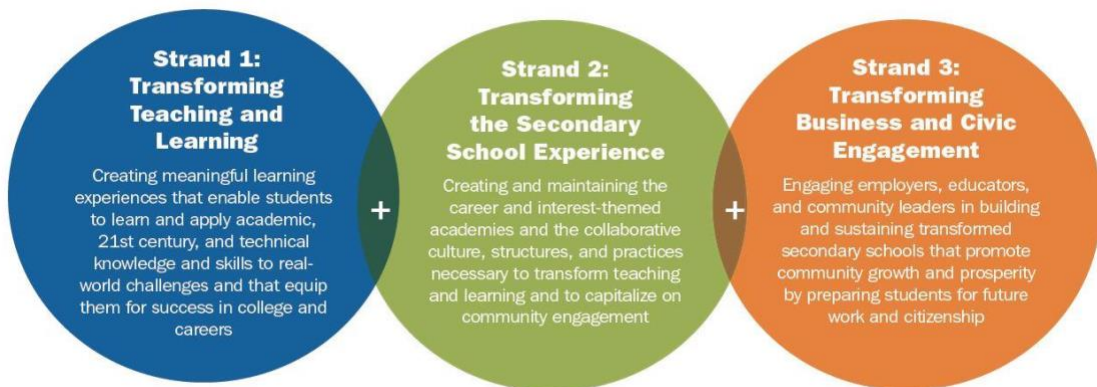 Strand 1:
Transforming
Teaching and
Learning
Creating meaningful learning
experiences that enable students
to learn and apply academic,
21st century, and technical
knowledge and skills to real-
world challenges and that equip
them for success in college and
careers
+
Strand 2:
Transforming
the Secondary
School Experience
Creating and maintaining the
career and interest-themed
academies and the collaborative
culture, structures, and practices
necessary to transform teaching
and learning and to capitalize on
community engagement
+
Strand 3:
Transforming
Business and Civic
Engagement
Engaging employers, educators,
and community leaders in building
and sustaining transformed
secondary schools that promote
community growth and prosperity
by preparing students for future
work and citizenship